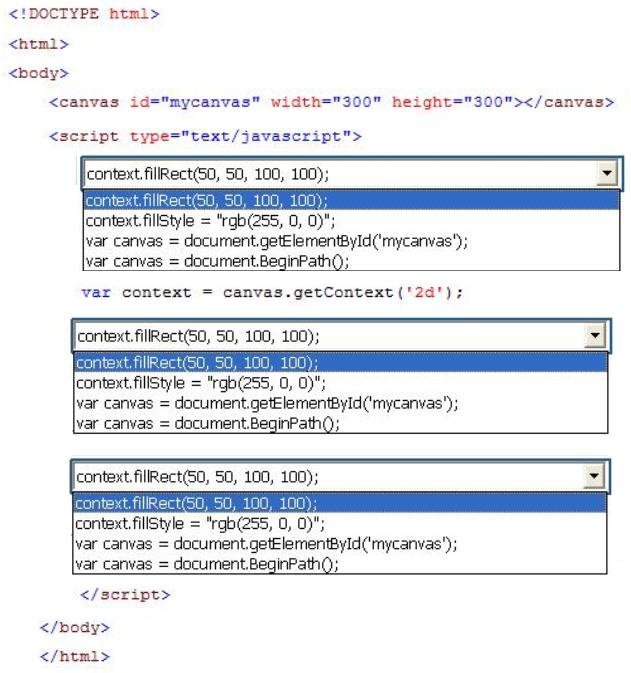 <!DOCTYPE html>
<html>
<body>
<canvas id="mycanvas" width="300" height="300"></canvas>
<script type="text/javascript">
context.fillRect(50, 50, 100, 100);
context.fillRect(50, 50, 100, 100);
context.fillStyle = "rgb(255, 0, 0)";
var canvas = document.getElementById('mycanvas');
var canvas = document.BeginPath();
var context = canvas.getContext('2d');
context.fillRect(50, 50, 100, 100);
context.fillRect(50, 50, 100, 100);
context.fillStyle = "rgb(255, 0, 0)";
var canvas = document.getElementById('mycanvas');
var canvas = document.BeginPath();
context.fillRect(50, 50, 100, 100);
context.fillRect(50, 50, 100, 100);
context.fillStyle = "rgb(255, 0, 0)";
var canvas = document.getElementById('mycanvas');
var canvas = document.BeginPath();
</script>
</body>
</html>